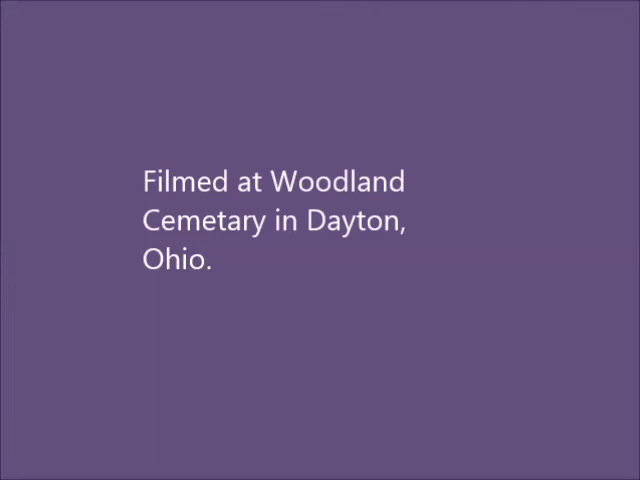 Filmed at Woodland
Cemetary in Dayton,
Ohio.